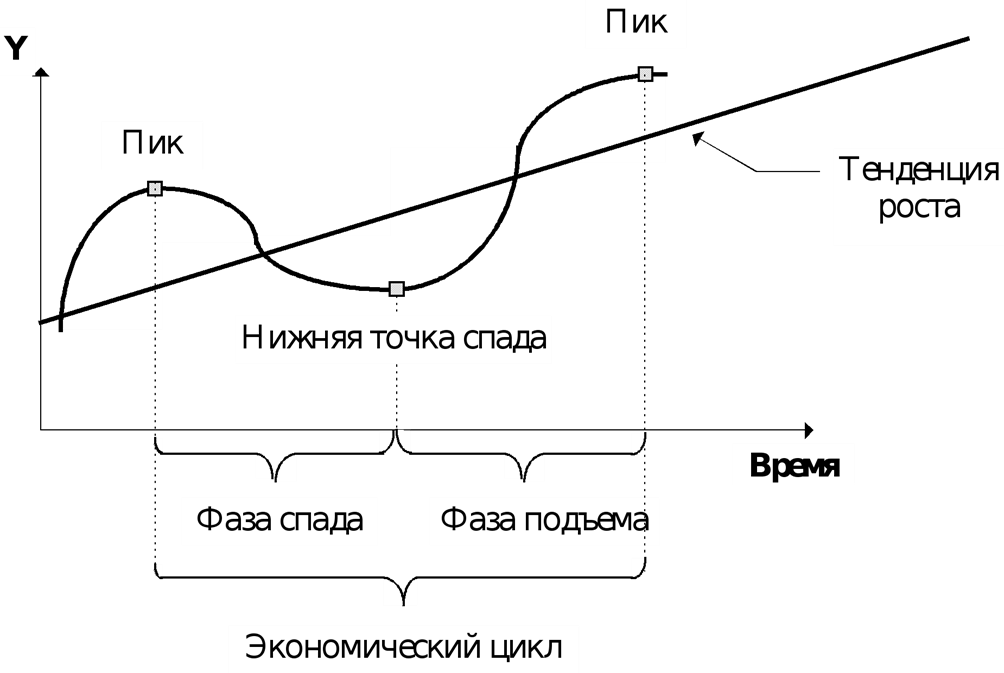 Пик
Y
Пик
Тенденция
роста
Нижняя точка спада
Время
Фаза спада
Фаза подъема
Экономический цикл